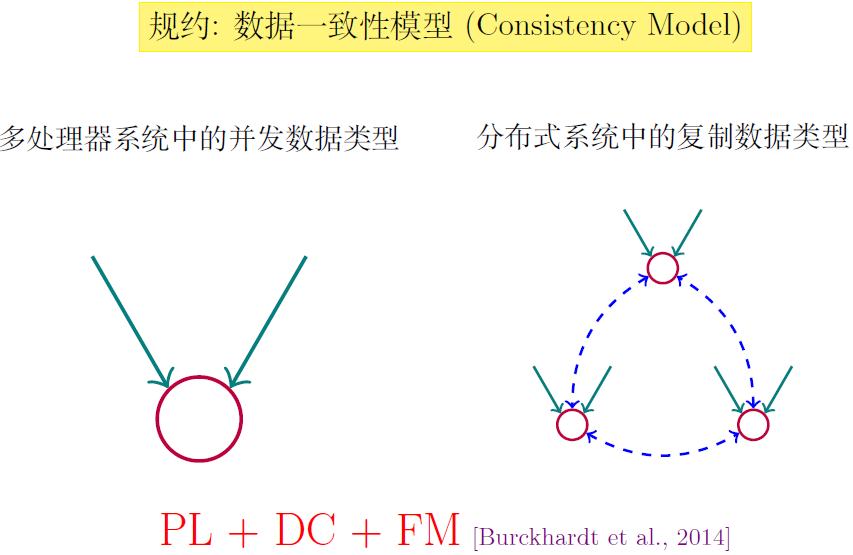 规约: 数据一致性模型 (Consistency Model)
多处理器系统中的并发数据类型
分布式系统中的复制数据类型
PL + DC + FM [Burckhardt et al., 2014]